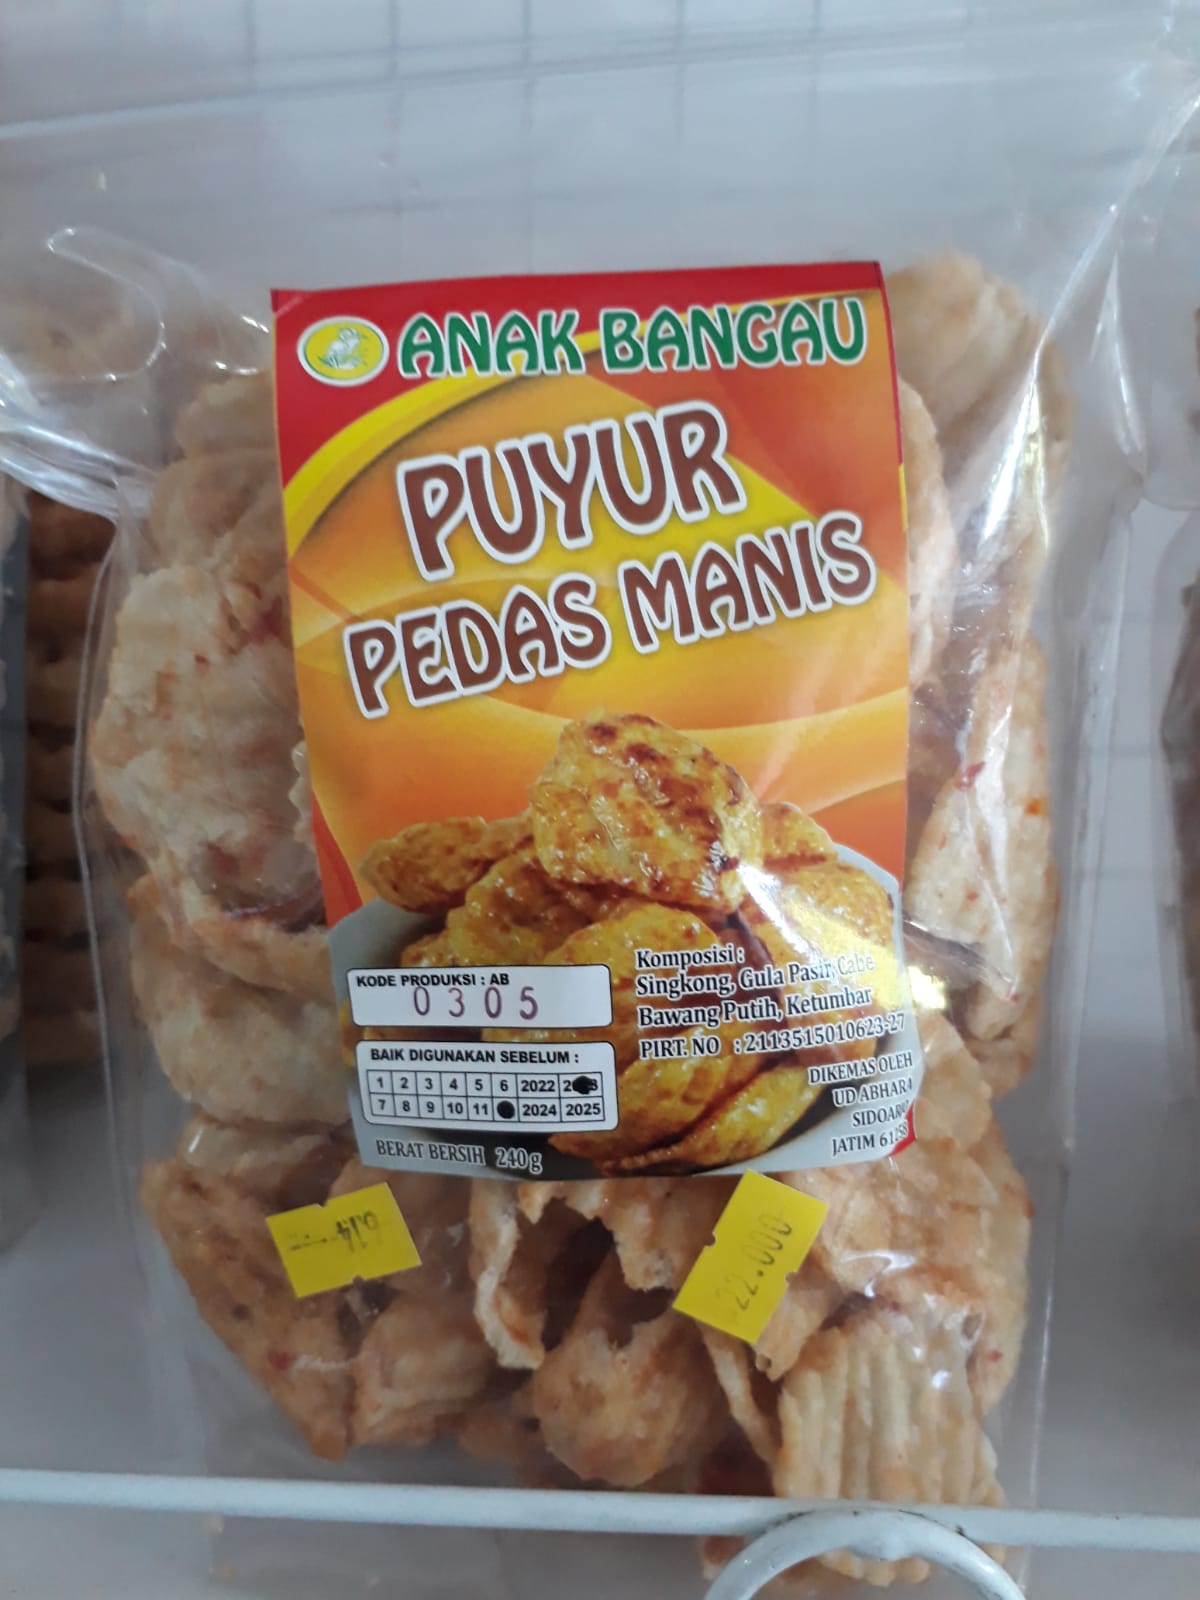 ANAK BANGAU
PUYUR
PEDAS MANIS
KODE PRODUKSI : AB
0305
BAIK DIGUNAKAN SEBELUM :
1 2 3 4 5 6 2022
7 8 9 10 11 2024 2025
BERAT BERSIH 240 g
Komposisi :
Singkong, Gula Pasir, Cabe
Bawang Putih, Ketumbar
PIRT. NO : 2113515010623-27
DIKEMAS OLEH
UD ABHARA
JATIM 61258
22.000